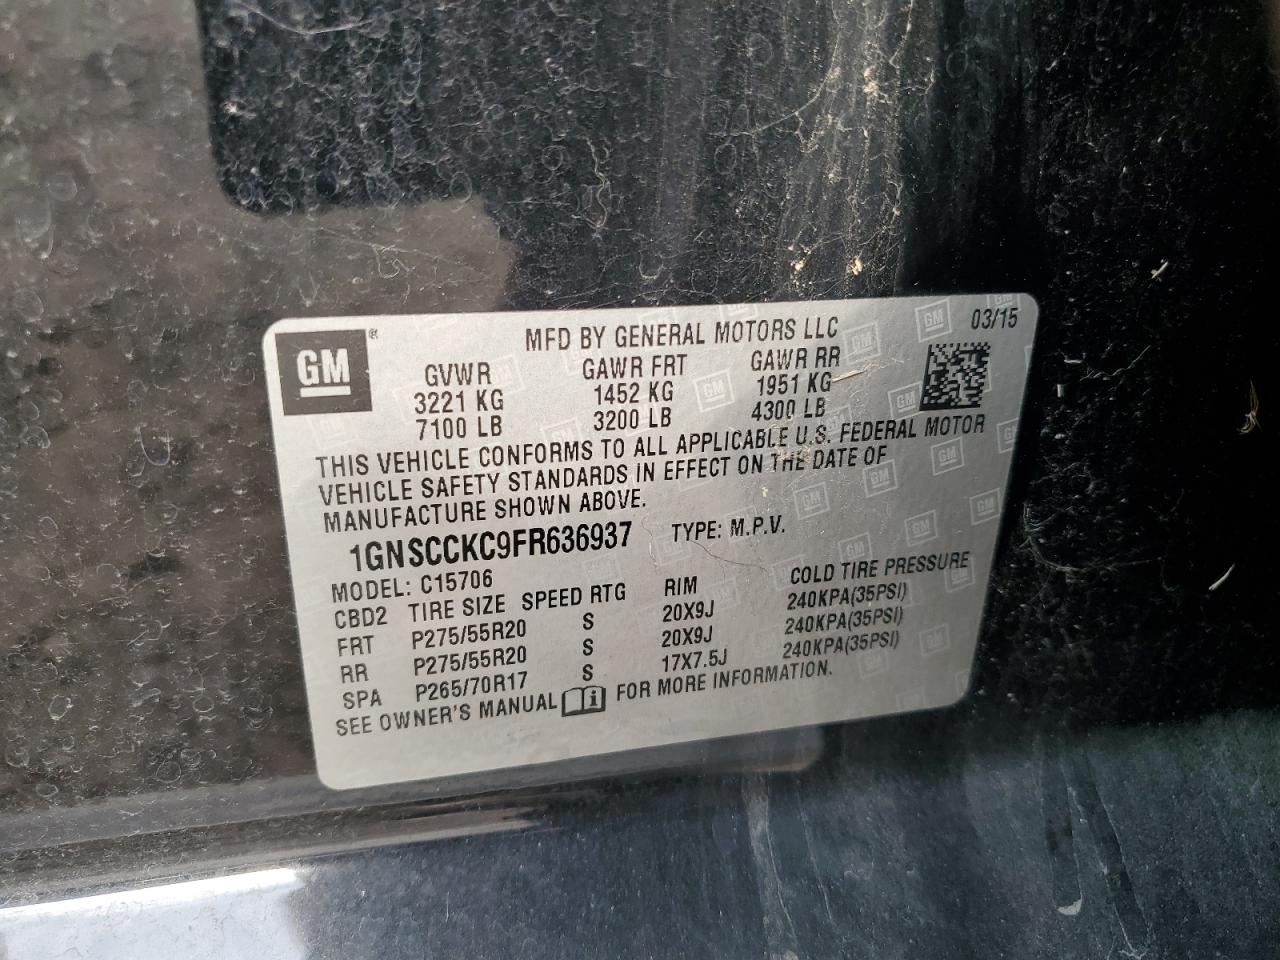 GM ®
MFD BY GENERAL MOTORS LLC 03/15
GVWR GAWR FRT GAWR RR
3221 KG 1452 KG 1951 KG
7100 LB 3200 LB 4300 LB
THIS VEHICLE CONFORMS TO ALL APPLICABLE U.S. FEDERAL MOTOR
VEHICLE SAFETY STANDARDS IN EFFECT ON THE DATE OF
MANUFACTURE SHOWN ABOVE.
1GNSCCKC9FR636937 TYPE: M.P.V.
MODEL: C15706
CBD2 TIRE SIZE SPEED RTG RIM COLD TIRE PRESSURE
FRT P275/55R20 S 20X9J 240KPA(35PSI)
RR P275/55R20 S 20X9J 240KPA(35PSI)
SPA P265/70R17 S 17X7.5J 240KPA(35PSI)
SEE OWNER'S MANUAL FOR MORE INFORMATION.